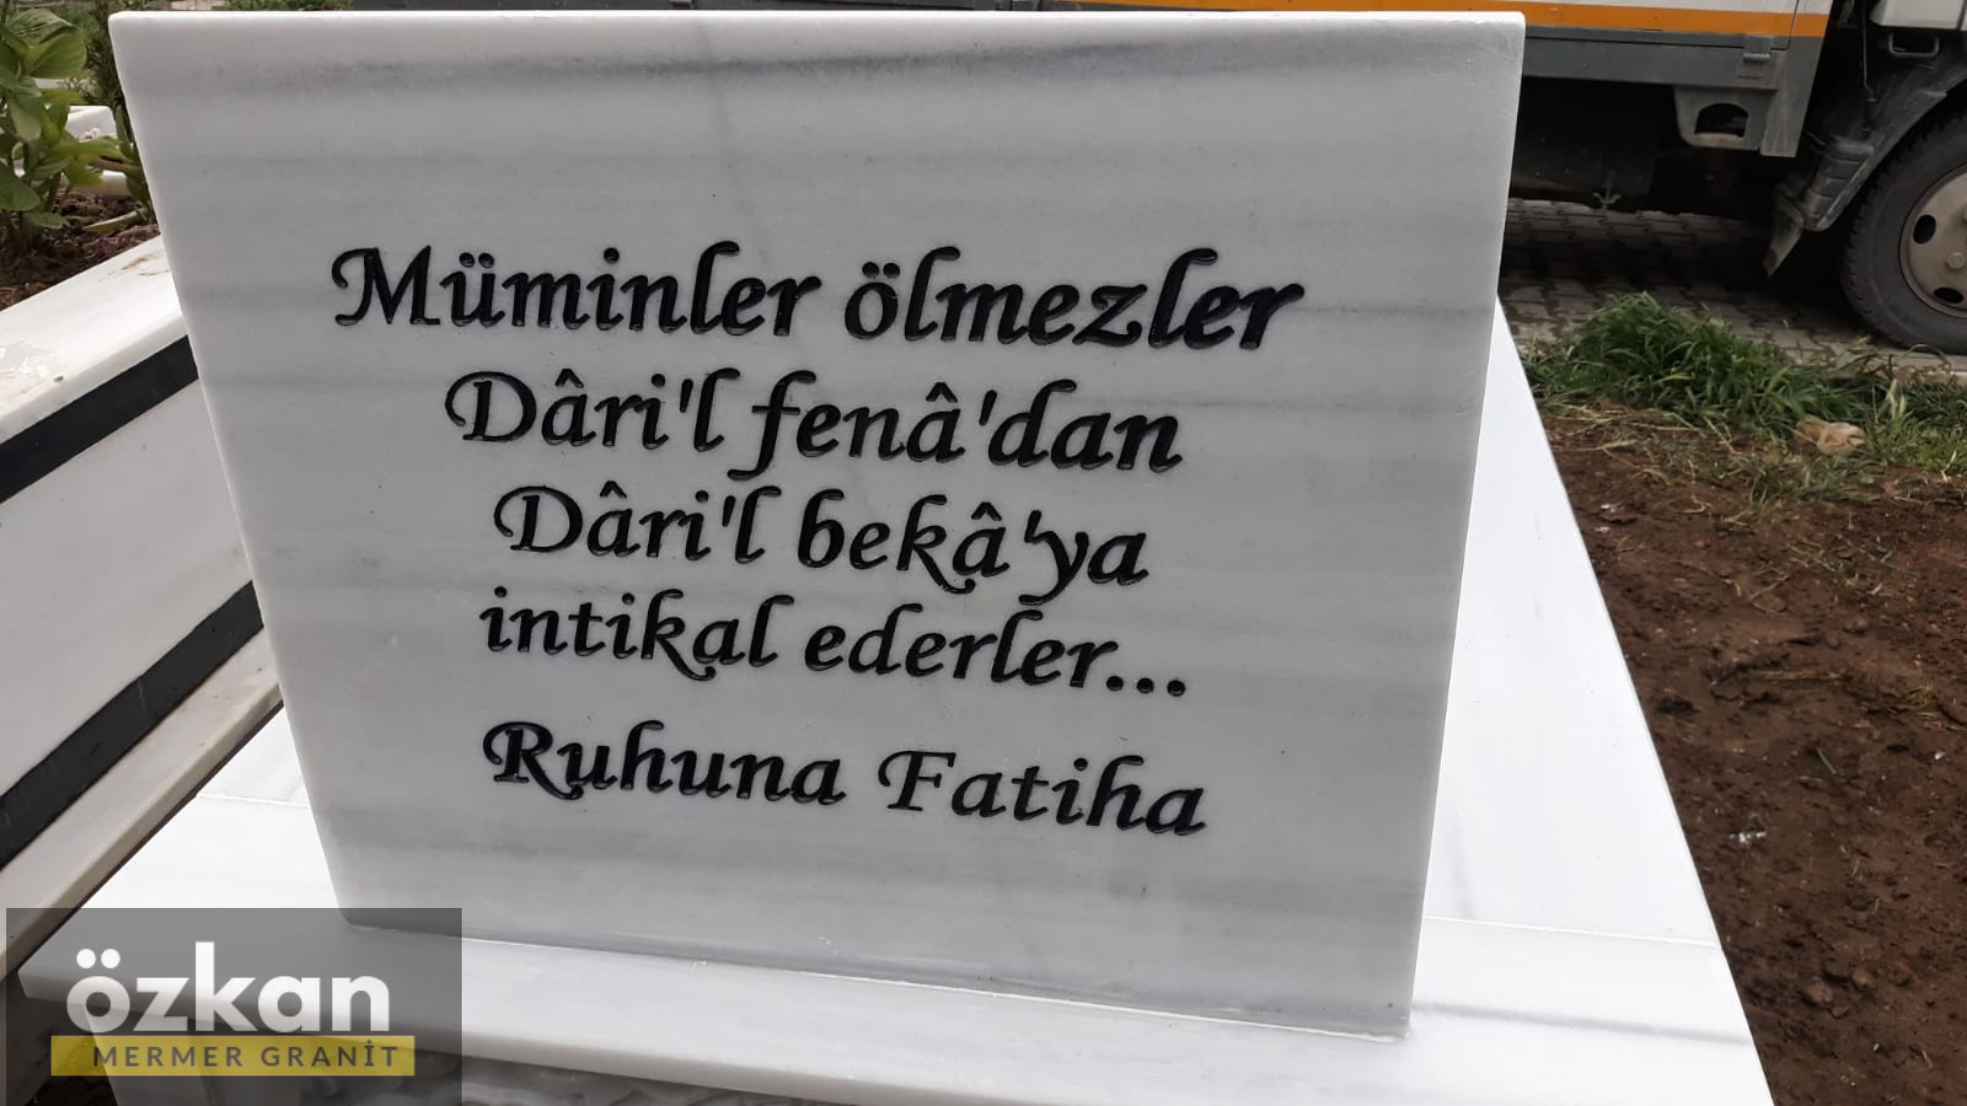 Müminler ölmezler
Dâri'l fenâ'dan
Dâri'l bekâ'ya
intikal ederler...
Ruhuna Fatiha
özkan
MERMER GRANİT